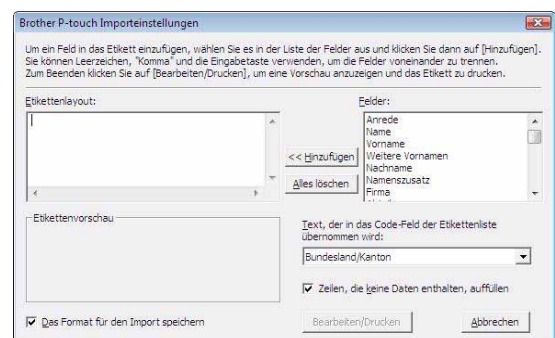 Brother P-touch Importeinstellungen
Um ein Feld in das Etikett einzufügen, wählen Sie es in der Liste der Felder aus und klicken Sie dann auf [Hinzufügen].
Sie können Leerzeichen, "Komma" und die Eingabetaste verwenden, um die Felder voneinander zu trennen.
Zum Beenden klicken Sie auf [Bearbeiten/Drucken], um eine Vorschau anzuzeigen und das Etikett zu drucken.
Etikettenlayout:
Felder:
Anrede
Name
Vorname
Weitere Vornamen
Nachname
Namenszusatz
Firma
<< Hinzufügen
Alles löschen
Etikettenvorschau
Text, der in das Code-Feld der Etikettenliste
übernommen wird:
Bundesland/Kanton
Zeilen, die keine Daten enthalten, auffüllen
Das Format für den Import speichern
Bearbeiten/Drucken
Abbrechen